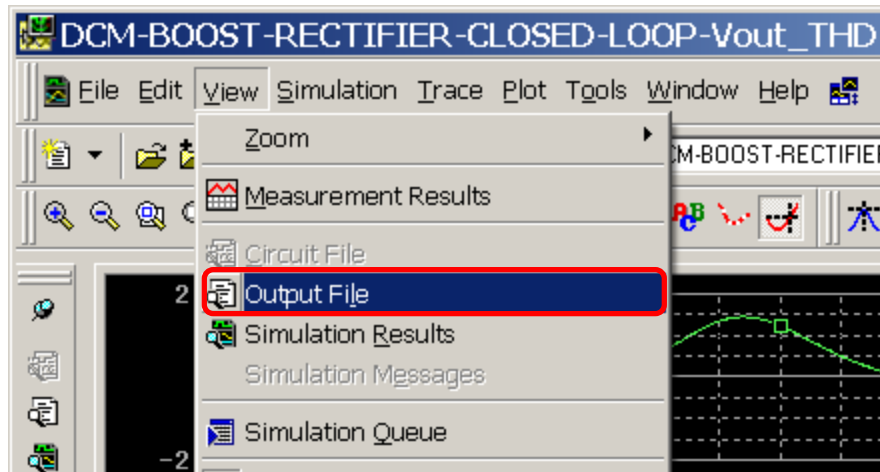 DCM-BOOST-RECTIFIER-CLOSED-LOOP-Vout_THD
File Edit View Simulation Trace Plot Tools Window Help
Zoom
CM-BOOST-RECTIFIE
Measurement Results
Circuit File
2
Output File
Simulation Results
Simulation Messages
Simulation Queue
-2